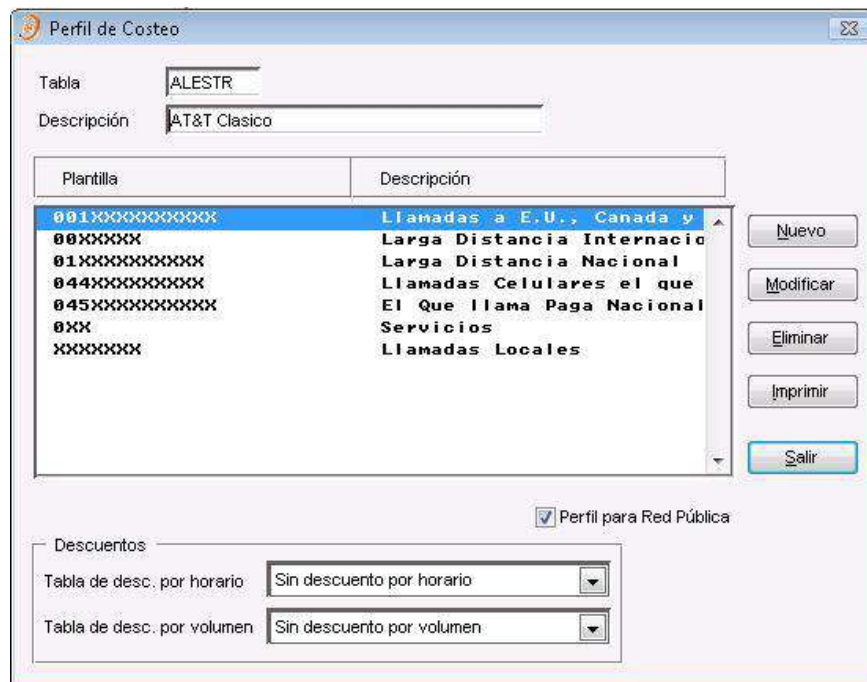 Perfil de Costeo
Tabla ALESTR
Descripción AT&T Clasico
Plantilla Descripción
001XXXXXXXXXX Llamadas a E.U., Canada y
00XXXXX Larga Distancia Internacio
01XXXXXXXXXX Larga Distancia Nacional
044XXXXXXXXXX Llamadas Celulares el que
045XXXXXXXXXX El Que llama Paga Nacional
0XX Servicios
XXXXXXX Llamadas Locales
Nuevo
Modificar
Eliminar
Imprimir
Salir
Perfil para Red Pública
Descuentos
Tabla de desc. por horario Sin descuento por horario
Tabla de desc. por volumen Sin descuento por volumen